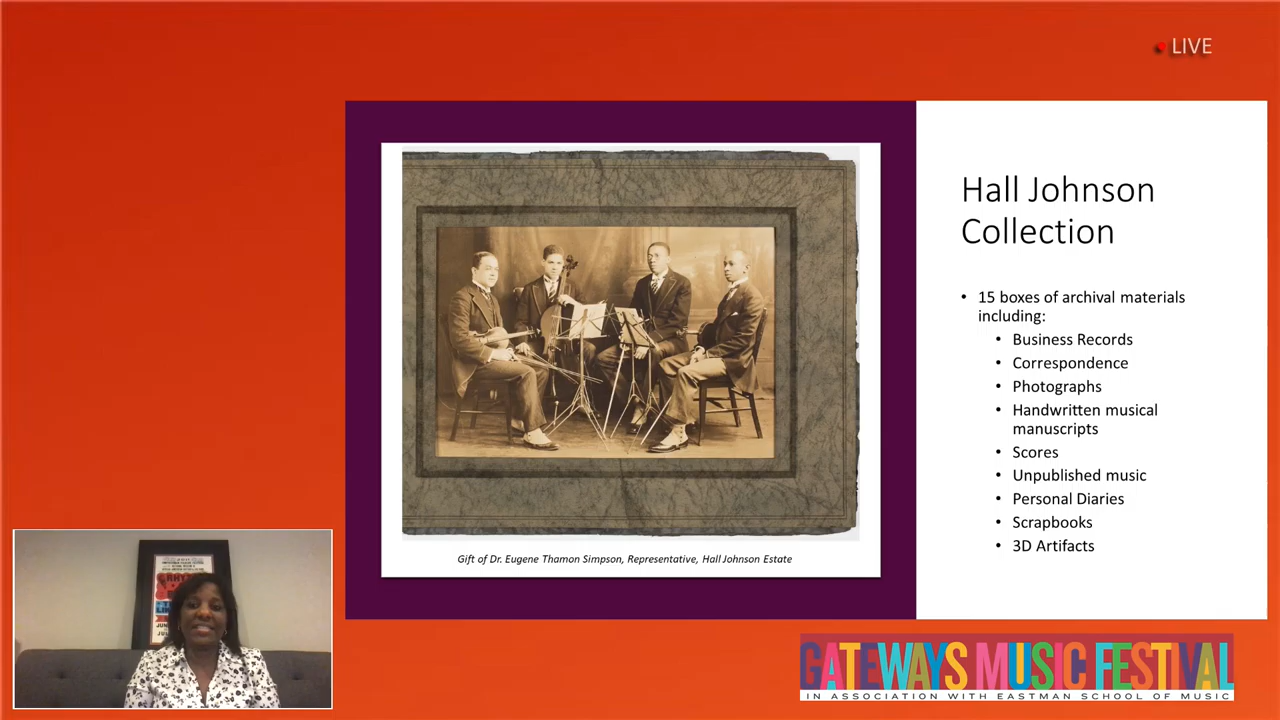 LIVE
Hall Johnson
Collection
• 15 boxes of archival materials
including:
• Business Records
• Correspondence
• Photographs
• Handwritten musical
manuscripts
• Scores
• Unpublished music
• Personal Diaries
• Scrapbooks
• 3D Artifacts
Gift of Dr. Eugene Thamon Simpson, Representative, Hall Johnson Estate
GATEWAYS MUSIC FESTIVAL
IN ASSOCIATION WITH EASTMAN SCHOOL OF MUSIC